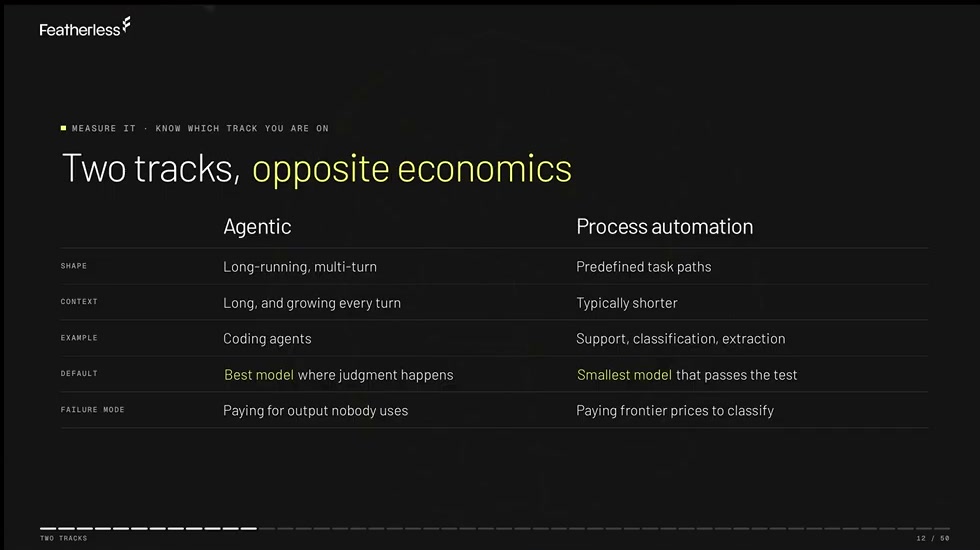 Featherless
MEASURE IT · KNOW WHICH TRACK YOU ARE ON
Two tracks, opposite economics
Agentic Process automation
SHAPE Long-running, multi-turn Predefined task paths
CONTEXT Long, and growing every turn Typically shorter
EXAMPLE Coding agents Support, classification, extraction
DEFAULT Best model where judgment happens Smallest model that passes the test
FAILURE MODE Paying for output nobody uses Paying frontier prices to classify
TWO TRACKS 12 / 50